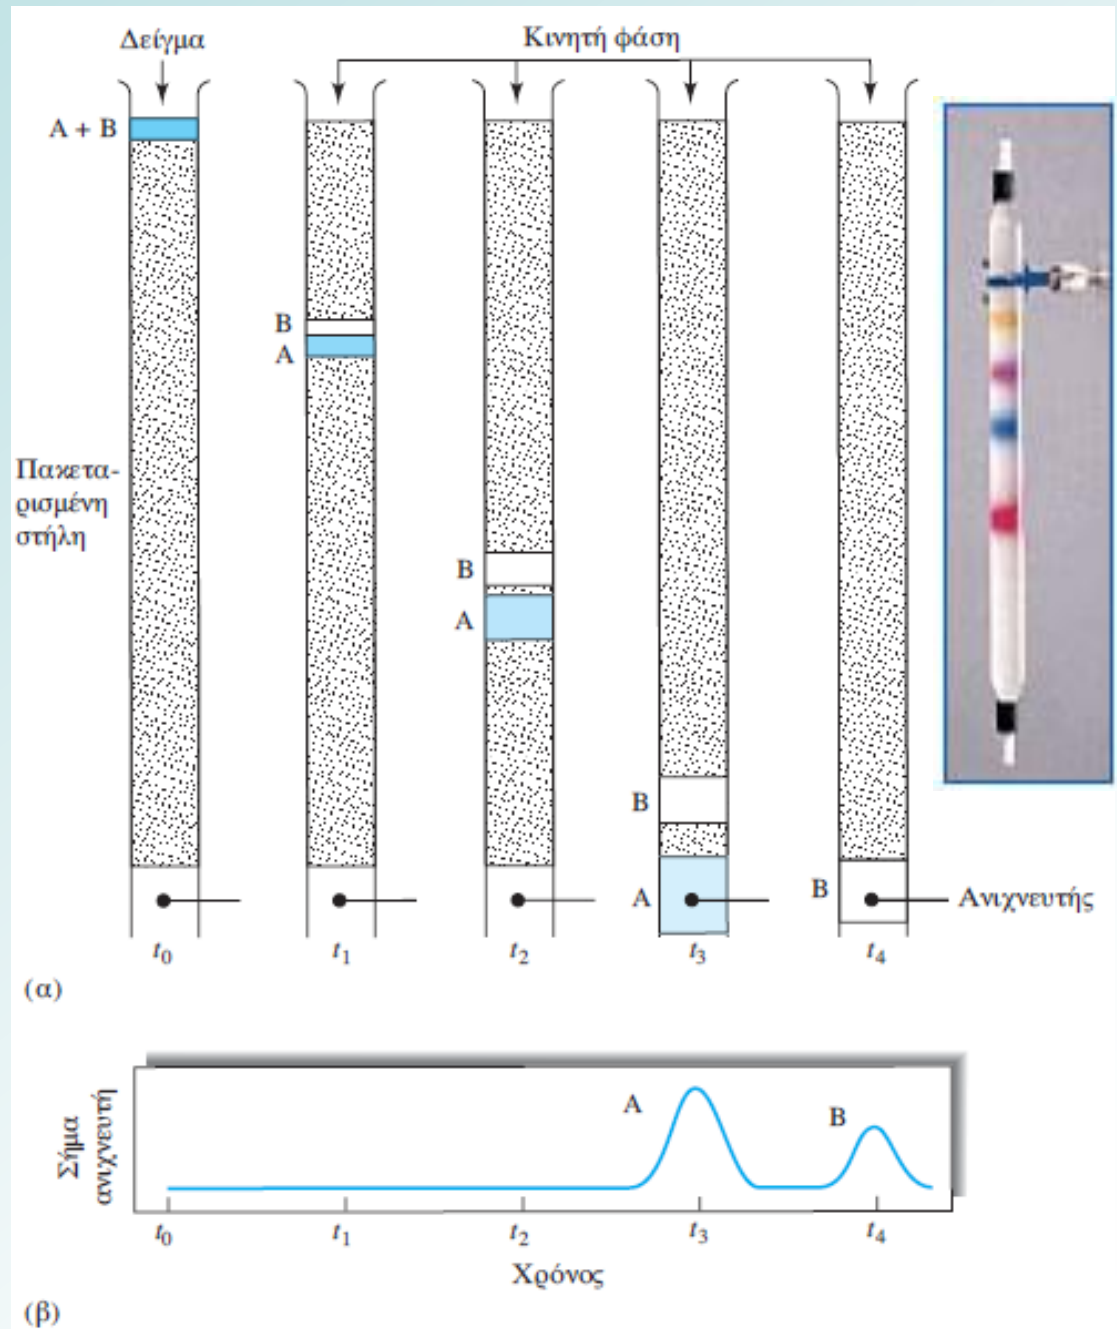 Δείγμα
Κινητή φάση
A + B
B
A
Πακετα-
ρισμένη
στήλη
B
A
B
A
B
Ανιχνευτής
t0 t1 t2 t3 t4
(α)
Σήμα
ανιχνευτή
A
B
t0 t1 t2 t3 t4
Χρόνος
(β)